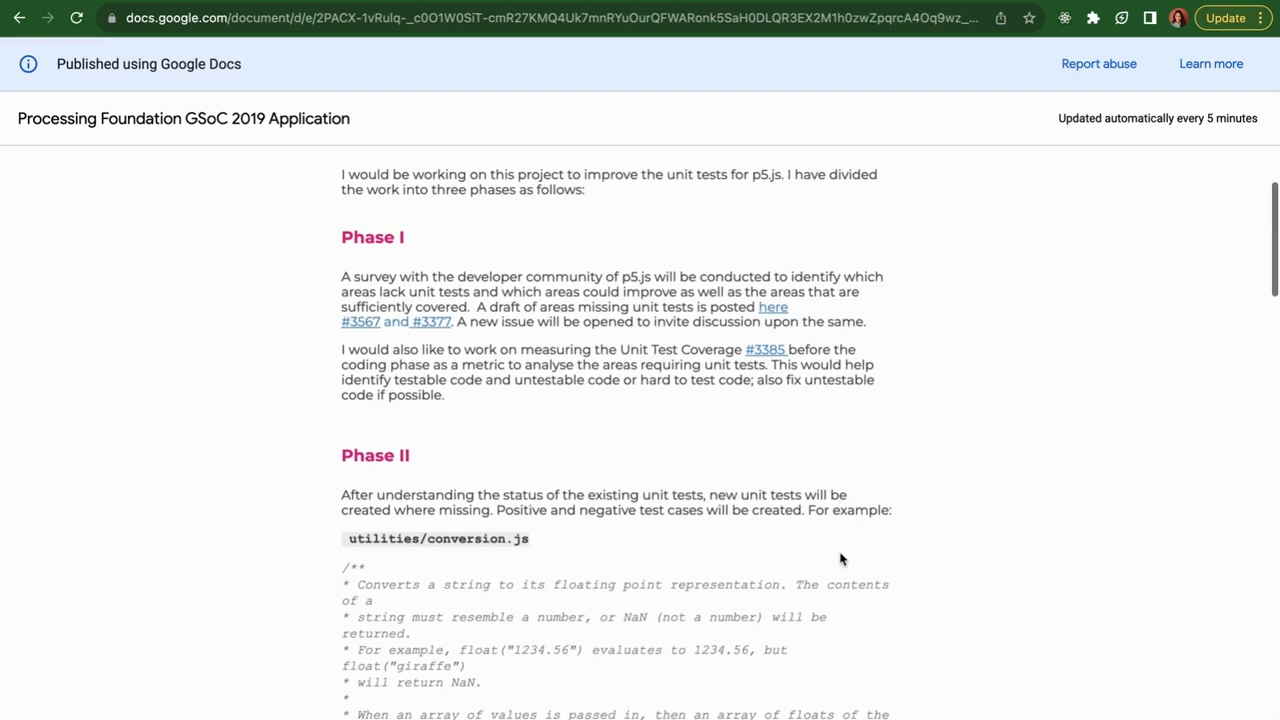 docs.google.com/document/d/e/2PACX-1vRulq-_c0O1W0SiT-cmR27KMQ4Uk7mnRYuOurQFWARonk5SaH0DLQR3EX2M1h0zwZpqrcA4Oq9wz_...
Update
Published using Google Docs
Report abuse
Learn more
Processing Foundation GSoC 2019 Application
Updated automatically every 5 minutes
I would be working on this project to improve the unit tests for p5.js. I have divided
the work into three phases as follows:
Phase I
A survey with the developer community of p5.js will be conducted to identify which
areas lack unit tests and which areas could improve as well as the areas that are
sufficiently covered.  A draft of areas missing unit tests is posted here
#3567 and #3377. A new issue will be opened to invite discussion upon the same.
I would also like to work on measuring the Unit Test Coverage #3385 before the
coding phase as a metric to analyse the areas requiring unit tests. This would help
identify testable code and untestable code or hard to test code; also fix untestable
code if possible.
Phase II
After understanding the status of the existing unit tests, new unit tests will be
created where missing. Positive and negative test cases will be created. For example:
utilities/conversion.js
/**
* Converts a string to its floating point representation. The contents
of a
* string must resemble a number, or NaN (not a number) will be
returned.
* For example, float("1234.56") evaluates to 1234.56, but
float("giraffe")
* will return NaN.
*
* When an array of values is passed in, then an array of floats of the